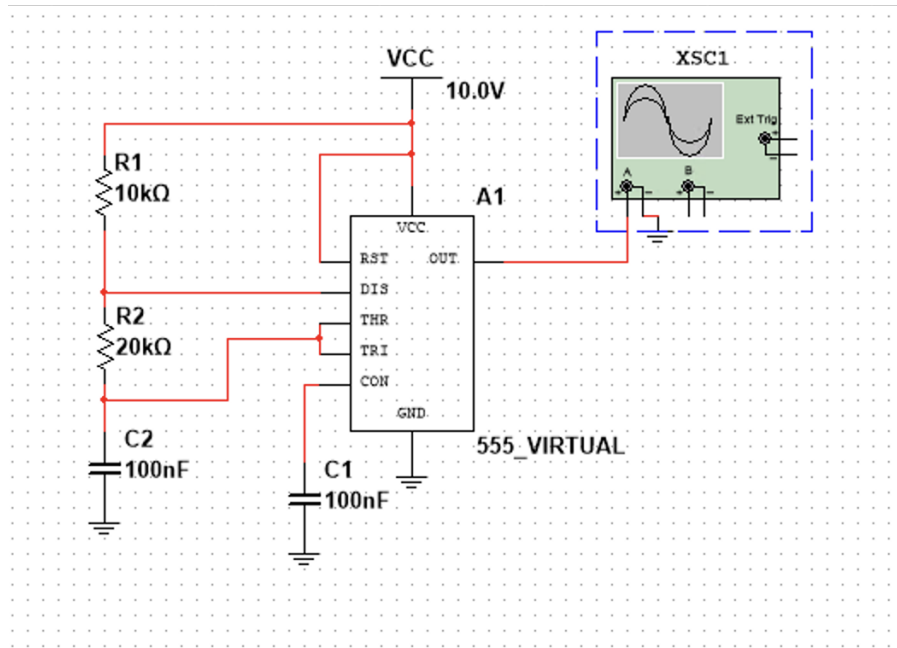 VCC
10.0V
XSC1
Ext Trig
+
-
A
B
+
-
+
-
R1
10kΩ
A1
VCC
RST
OUT
DIS
R2
20kΩ
THR
TRI
CON
GND
555_VIRTUAL
C2
100nF
C1
100nF